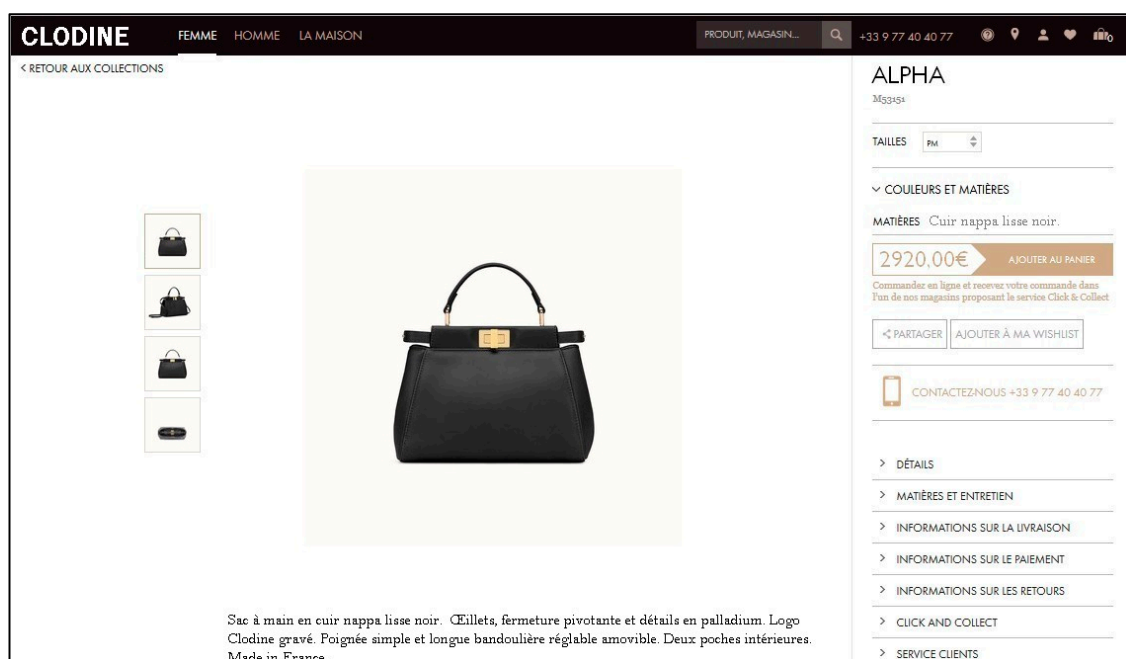 CLODINE FEMME HOMME LA MAISON PRODUIT, MAGASIN... +33 9 77 40 40 77 0
< RETOUR AUX COLLECTIONS
ALPHA
M53151
TAILLES PM
COULEURS ET MATIÈRES
MATIÈRES Cuir nappa lisse noir.
2920,00€ AJOUTER AU PANIER
Commandez en ligne et recevez votre commande dans
l'un de nos magasins proposant le service Click & Collect
PARTAGER AJOUTER À MA WISHLIST
CONTACTEZ-NOUS +33 9 77 40 40 77
> DÉTAILS
> MATIÈRES ET ENTRETIEN
> INFORMATIONS SUR LA LIVRAISON
> INFORMATIONS SUR LE PAIEMENT
> INFORMATIONS SUR LES RETOURS
> CLICK AND COLLECT
> SERVICE CLIENTS
Sac à main en cuir nappa lisse noir. Œillets, fermeture pivotante et détails en palladium. Logo
Clodine gravé. Poignée simple et longue bandoulière réglable amovible. Deux poches intérieures.
Made in France